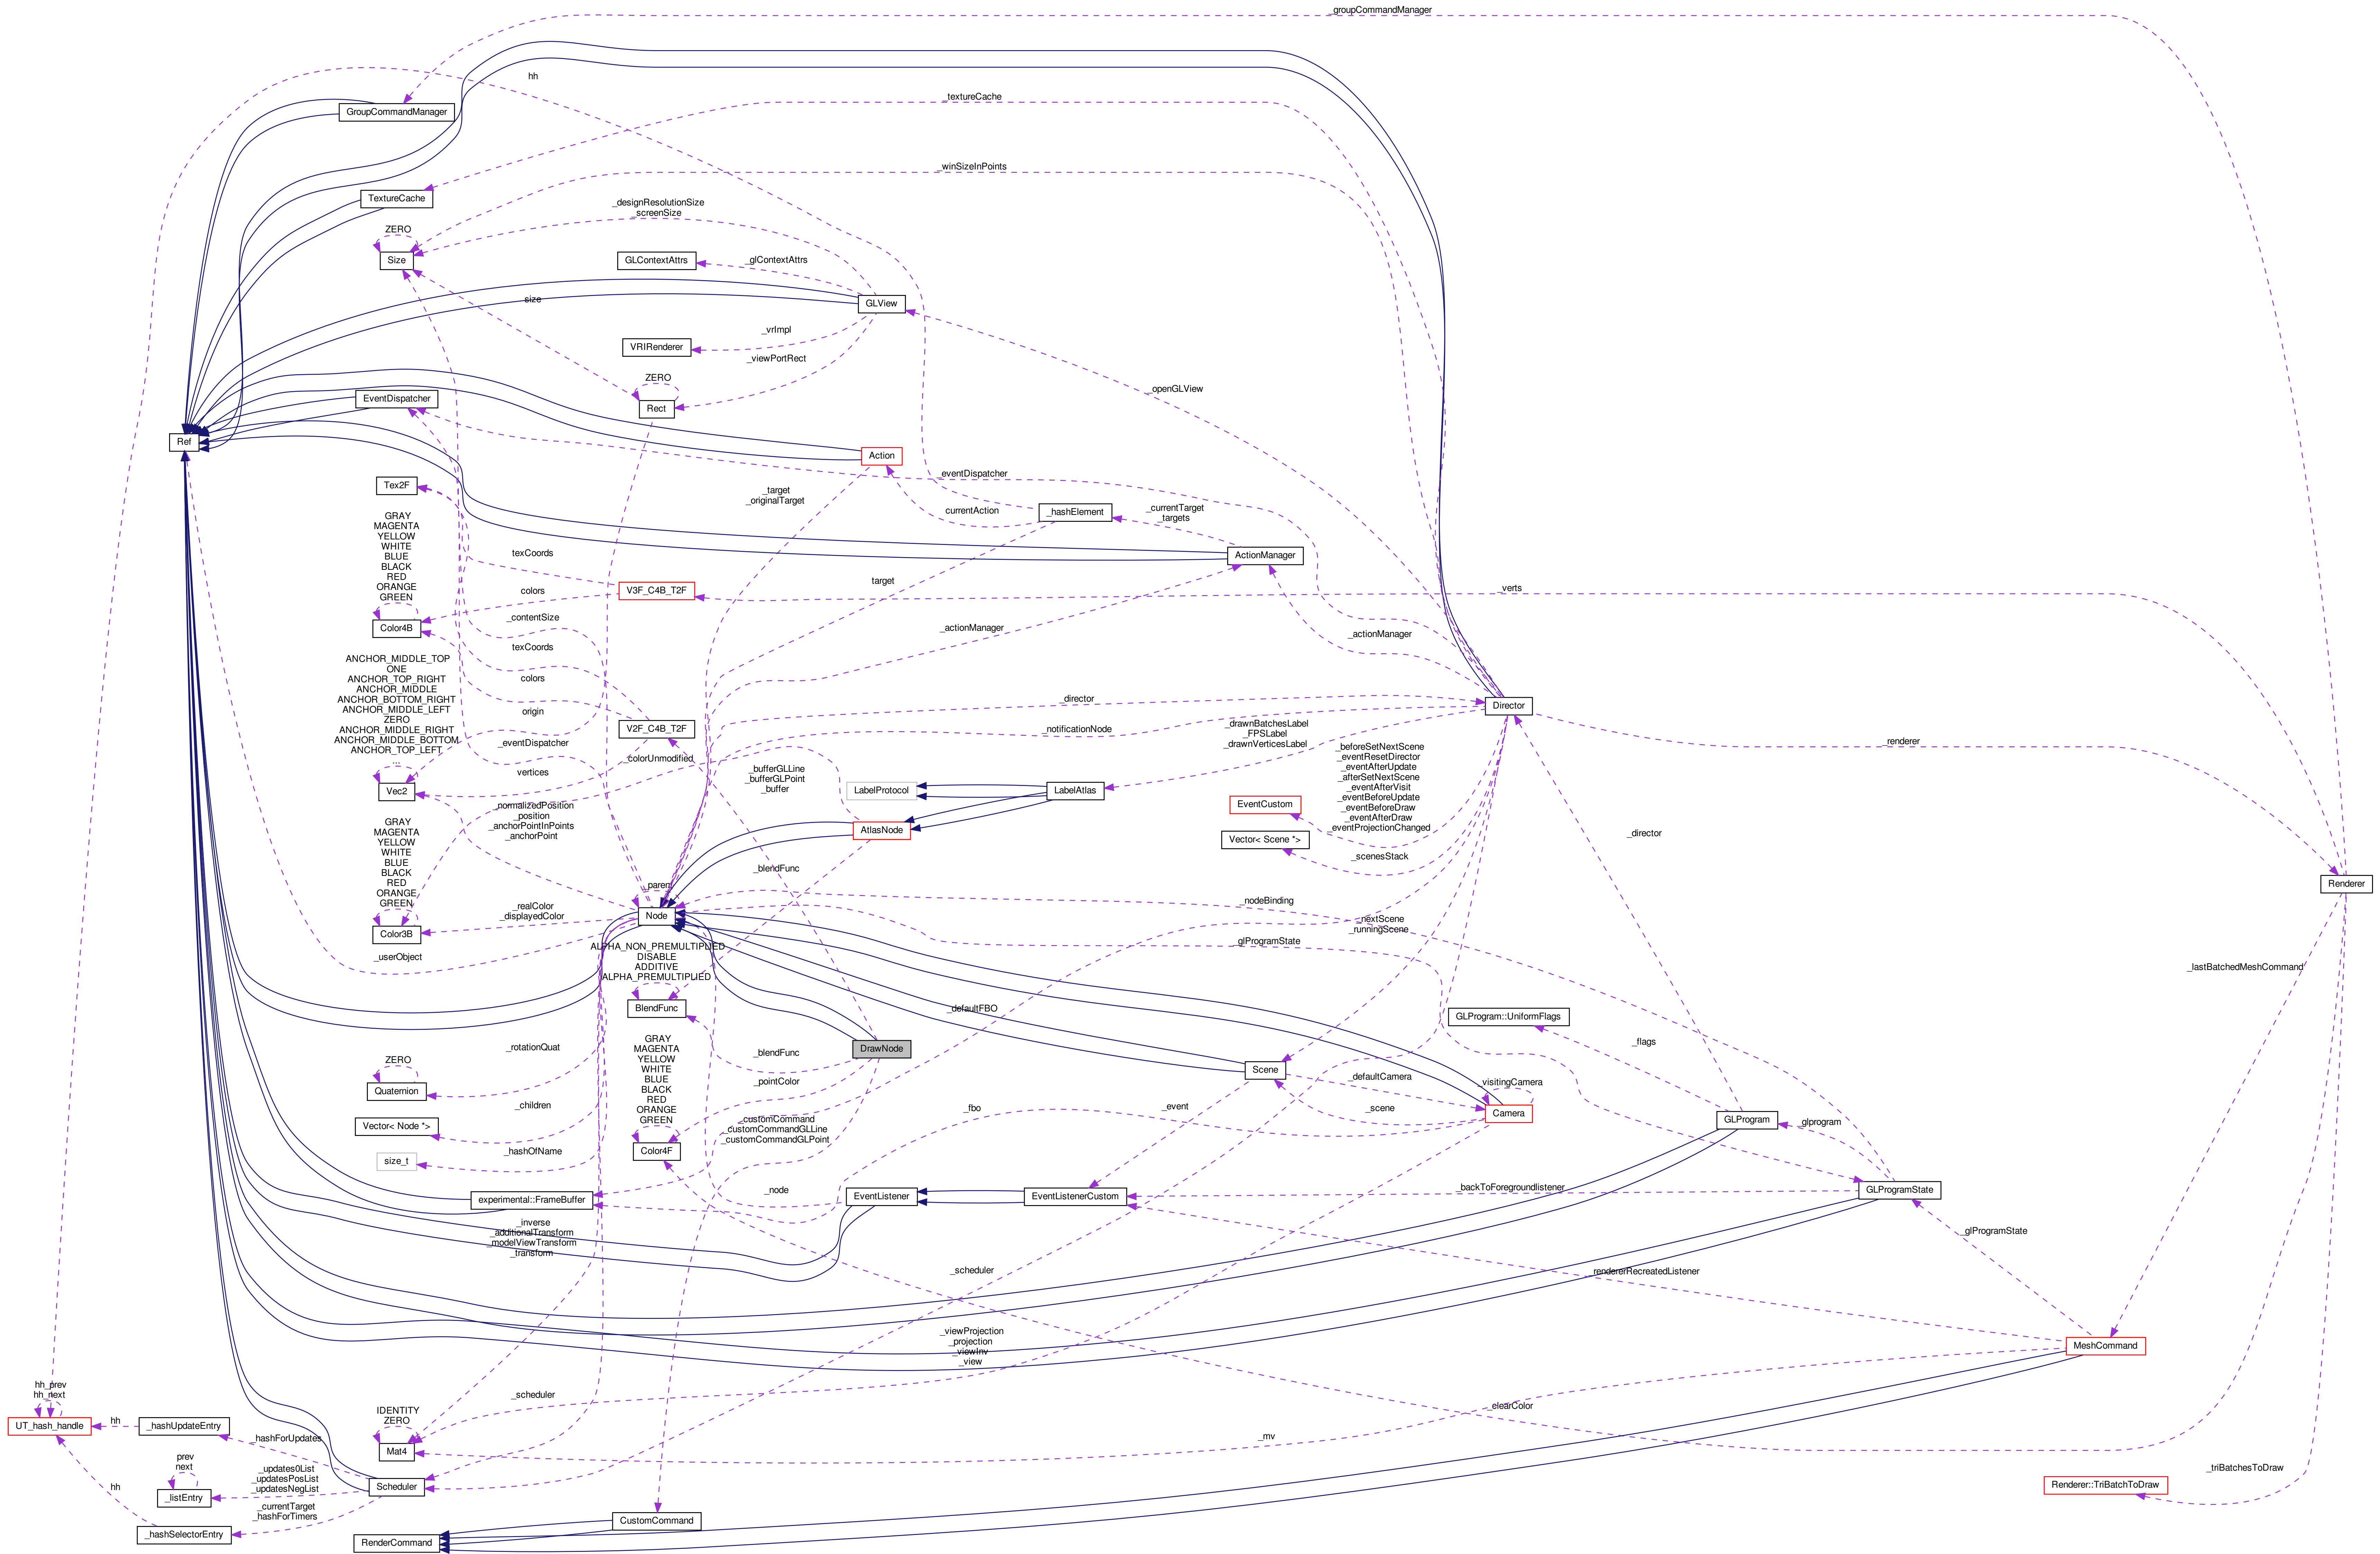 _groupCommandManager
hh
_textureCache
GroupCommandManager
_winSizeInPoints
TextureCache
_designResolutionSize
_screenSize
ZERO
Size
GLContextAttrs
_glContextAttrs
size
GLView
_vrImpl
VRIRenderer
_viewPortRect
ZERO
Rect
_openGLView
EventDispatcher
Ref
Action
_eventDispatcher
Tex2F
_target
_originalTarget
currentAction
_hashElement
_currentTarget
_targets
GRAY
MAGENTA
YELLOW
WHITE
BLUE
BLACK
RED
ORANGE
GREEN
Color4B
texCoords
colors
V3F_C4B_T2F
target
ActionManager
_verts
_contentSize
_actionManager
_actionManager
texCoords
colors
ANCHOR_MIDDLE_TOP
ONE
ANCHOR_TOP_RIGHT
ANCHOR_MIDDLE
ANCHOR_BOTTOM_RIGHT
ANCHOR_MIDDLE_LEFT
ZERO
ANCHOR_MIDDLE_RIGHT
ANCHOR_MIDDLE_BOTTOM
ANCHOR_TOP_LEFT
...
Vec2
origin
V2F_C4B_T2F
_director
Director
_notificationNode
_drawnBatchesLabel
_FPSLabel
_drawnVerticesLabel
_renderer
_eventDispatcher
_colorUnmodified
vertices
_bufferGLLine
_bufferGLPoint
_buffer
LabelProtocol
LabelAtlas
_beforeSetNextScene
_eventResetDirector
_eventAfterUpdate
_afterSetNextScene
_eventAfterVisit
_eventBeforeUpdate
_eventBeforeDraw
_eventAfterDraw
_eventProjectionChanged
EventCustom
Vector< Scene *>
_scenesStack
_director
_normalizedPosition
_position
_anchorPointInPoints
_anchorPoint
AtlasNode
_blendFunc
GRAY
MAGENTA
YELLOW
WHITE
BLUE
BLACK
RED
ORANGE
GREEN
Color3B
_realColor
_displayedColor
_parent
Node
_nodeBinding
_nextScene
_runningScene
_glProgramState
Renderer
_userObject
ALPHA_NON_PREMULTIPLIED
DISABLE
ADDITIVE
ALPHA_PREMULTIPLIED
BlendFunc
_defaultFBO
_lastBatchedMeshCommand
GLProgram::UniformFlags
_flags
_rotationQuat
ZERO
Quaternion
DrawNode
_blendFunc
GRAY
MAGENTA
YELLOW
WHITE
BLUE
BLACK
RED
ORANGE
GREEN
Color4F
_pointColor
Scene
_defaultCamera
_visitingCamera
Camera
_scene
_event
_fbo
_children
Vector< Node *>
_customCommand
_customCommandGLLine
_customCommandGLPoint
GLProgram
_glprogram
_hashOfName
size_t
experimental::FrameBuffer
_node
EventListener
EventListenerCustom
_backToForegroundlistener
GLProgramState
_inverse
_additionalTransform
_modelViewTransform
_transform
_glProgramState
_scheduler
_rendererRecreatedListener
_viewProjection
_projection
_viewInv
_view
MeshCommand
_scheduler
hh_prev
hh_next
UT_hash_handle
hh
_hashUpdateEntry
_hashForUpdates
IDENTITY
ZERO
Mat4
_clearColor
_mv
prev
next
_listEntry
_updates0List
_updatesPosList
_updatesNegList
Scheduler
hh
_currentTarget
_hashForTimers
_hashSelectorEntry
_triBatchesToDraw
Renderer::TriBatchToDraw
CustomCommand
RenderCommand